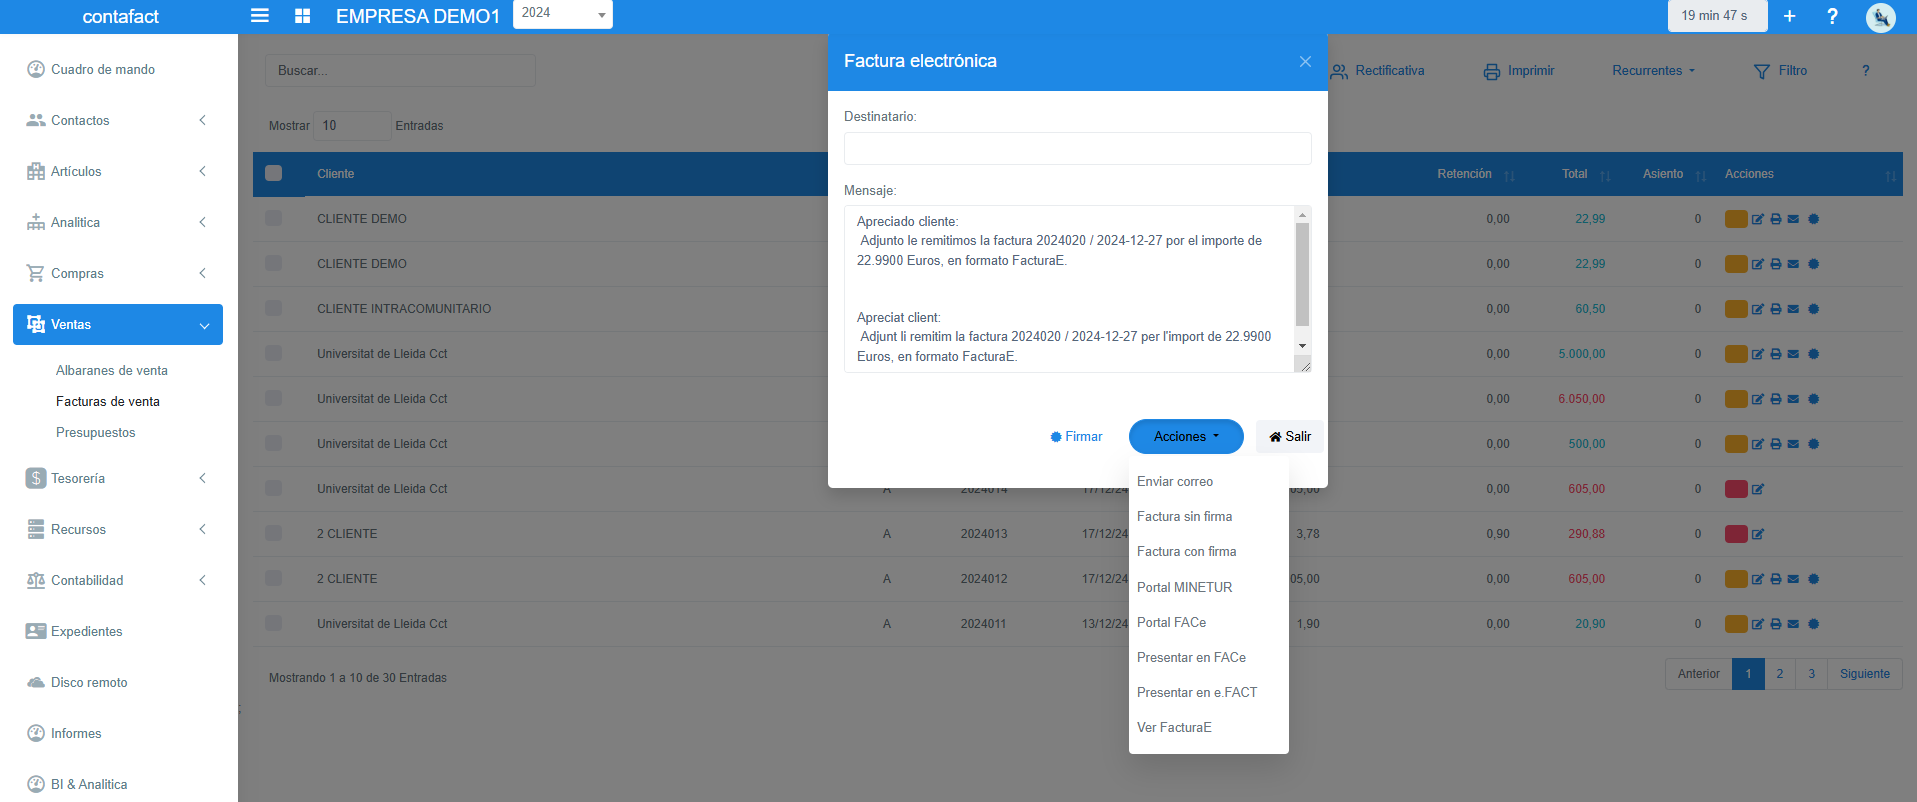 contafact
EMPRESA DEMO1
2024
19 min 47 s
+
?
Cuadro de mando
Contactos
Artículos
Analitica
Compras
Ventas
Albaranes de venta
Facturas de venta
Presupuestos
Tesorería
Recursos
Contabilidad
Expedientes
Disco remoto
Informes
BI & Analitica
Buscar...
Rectificativa
Imprimir
Recurrentes
Filtro
?
Mostrar 10 Entradas
Cliente Retención Total Asiento Acciones
CLIENTE DEMO 0,00 22,99 0
CLIENTE DEMO 0,00 22,99 0
CLIENTE INTRACOMUNITARIO 0,00 60,50 0
Universitat de Lleida Cct 0,00 5.000,00 0
Universitat de Lleida Cct 0,00 6.050,00 0
Universitat de Lleida Cct 0,00 500,00 0
Universitat de Lleida Cct A 2024014 17/12/24 05,00 0,00 605,00 0
2 CLIENTE A 2024013 17/12/24 3,78 0,90 290,88 0
2 CLIENTE A 2024012 17/12/24 05,00 0,00 605,00 0
Universitat de Lleida Cct A 2024011 13/12/24 1,90 0,00 20,90 0
Mostrando 1 a 10 de 30 Entradas
Anterior 1 2 3 Siguiente
Factura electrónica
Destinatario:
Mensaje:
Apreciado cliente:
Adjunto le remitimos la factura 2024020 / 2024-12-27 por el importe de
22.9900 Euros, en formato FacturaE.
Apreciat client:
Adjunt li remitim la factura 2024020 / 2024-12-27 per l'import de 22.9900
Euros, en formato FacturaE.
Firmar
Acciones
Salir
Enviar correo
Factura sin firma
Factura con firma
Portal MINETUR
Portal FACe
Presentar en FACe
Presentar en e.FACT
Ver FacturaE